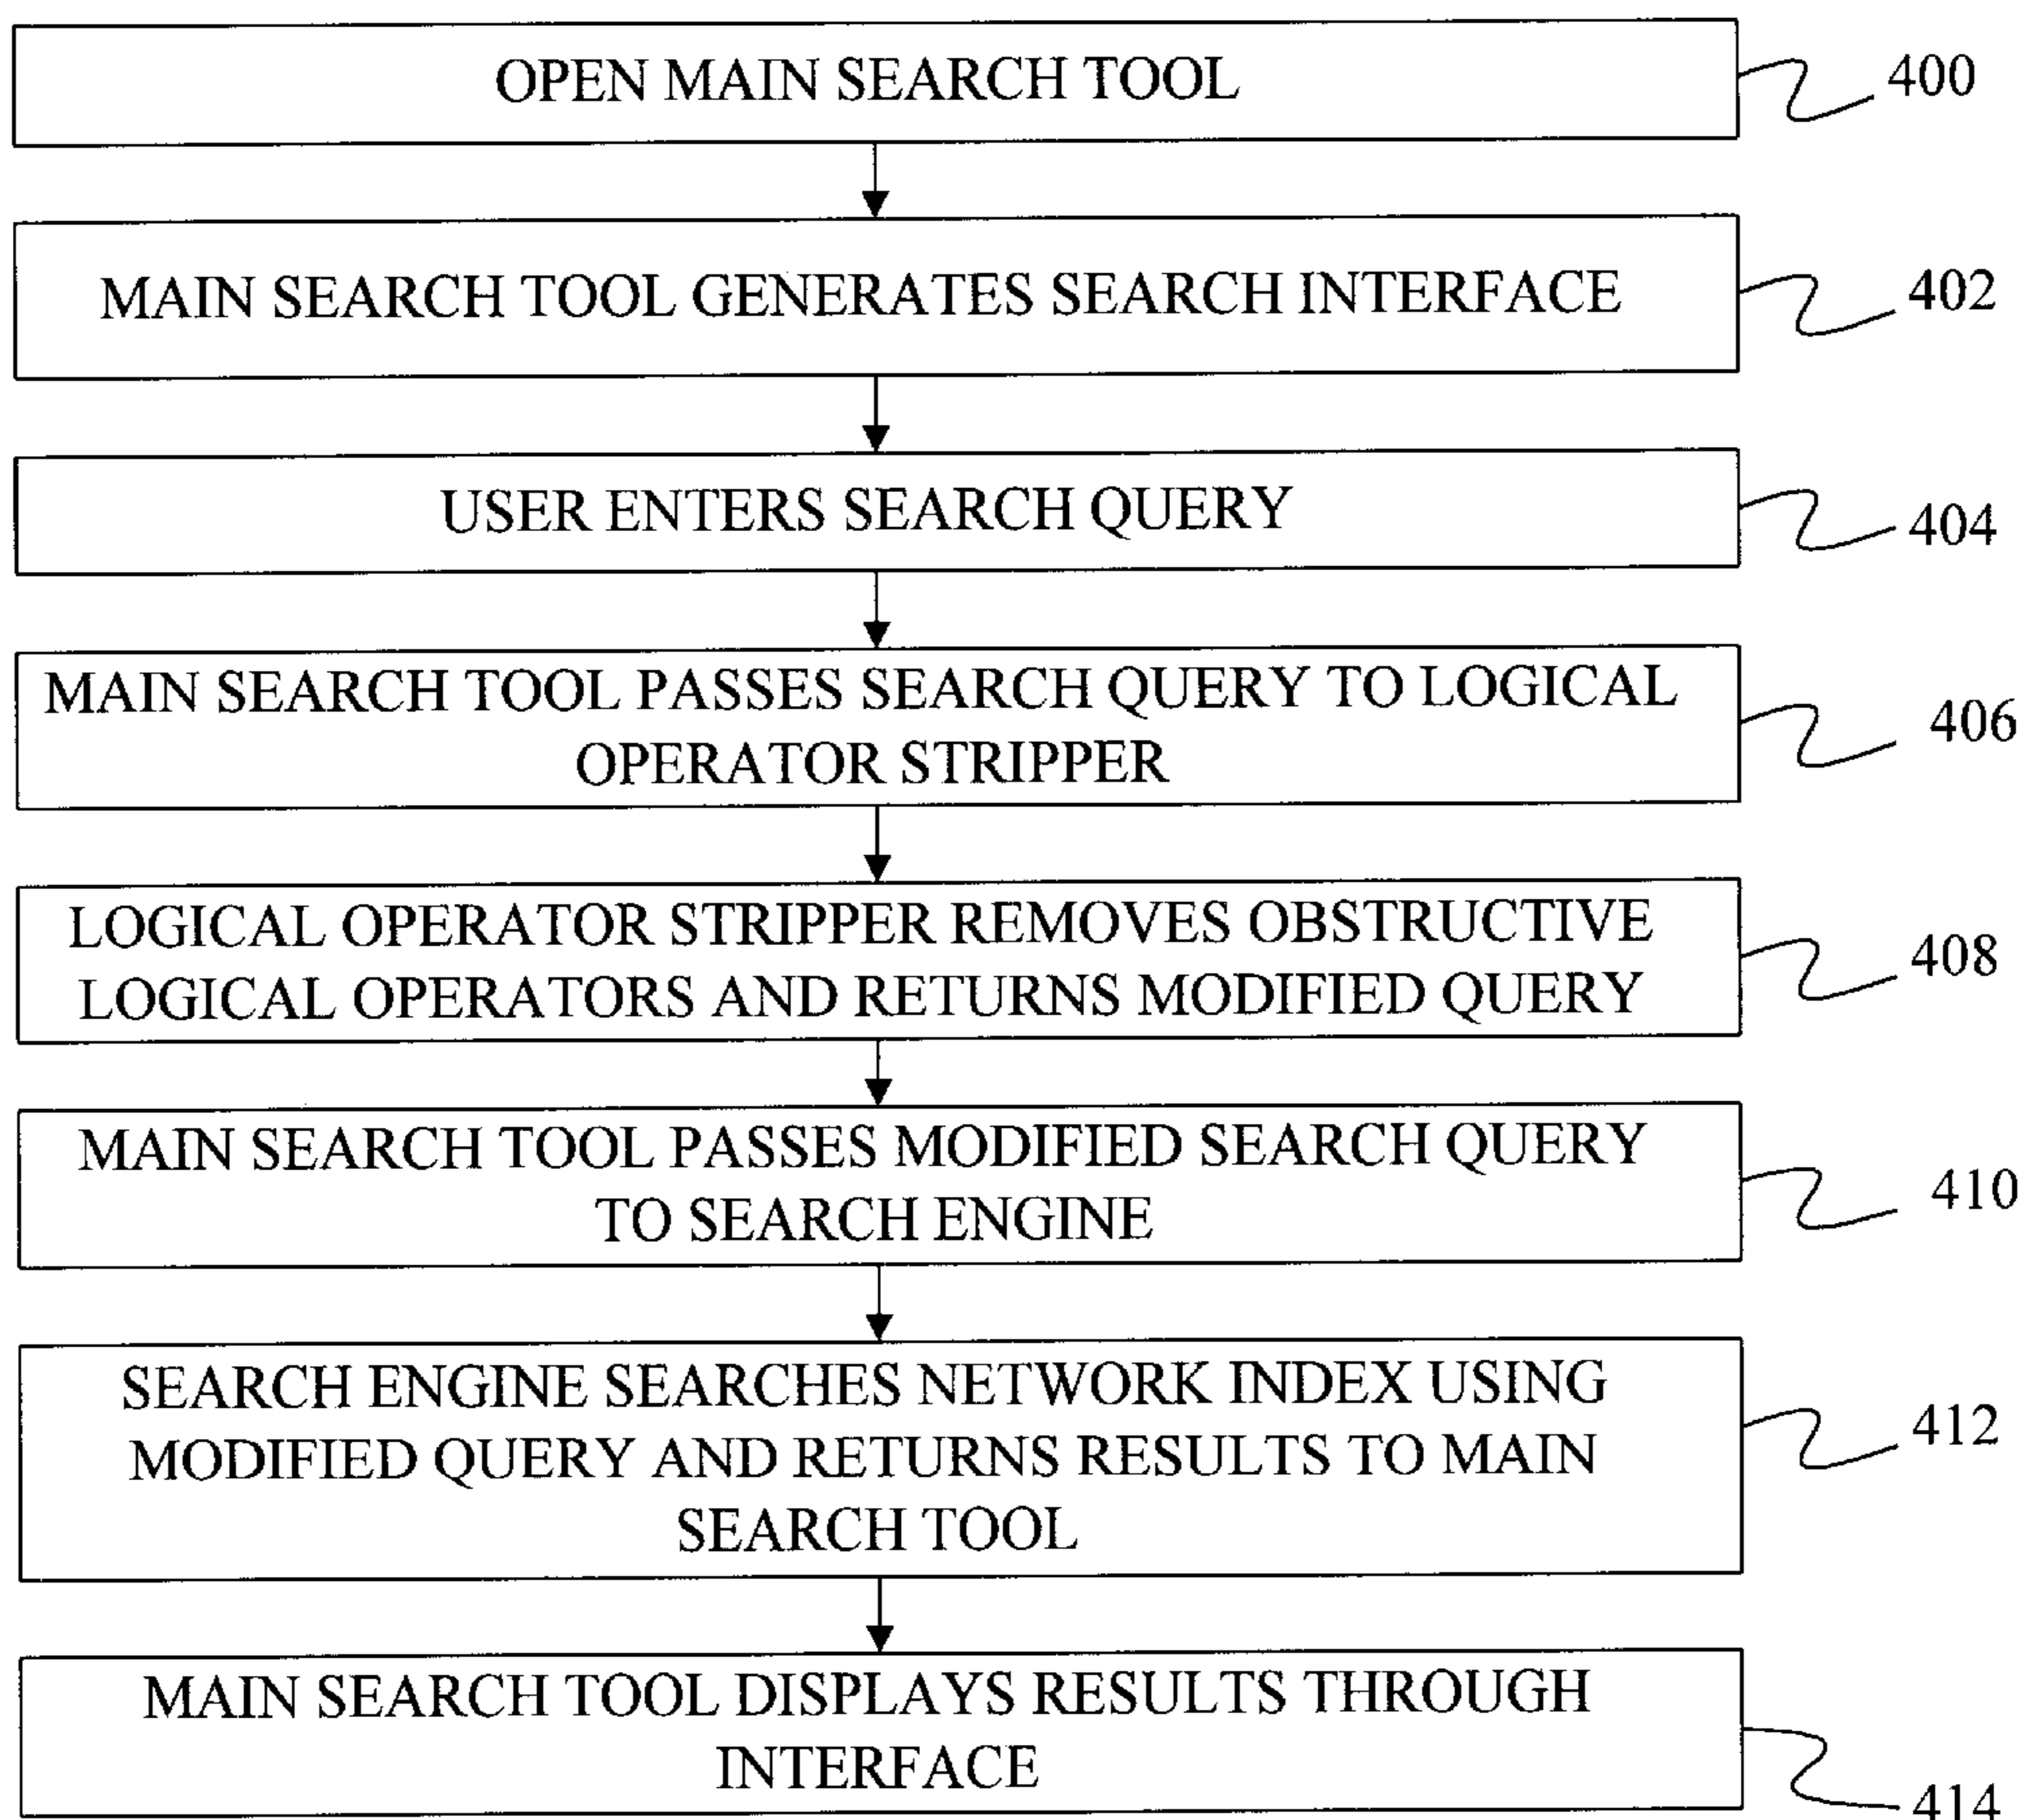 OPEN MAIN SEARCH TOOL
400
MAIN SEARCH TOOL GENERATES SEARCH INTERFACE
402
USER ENTERS SEARCH QUERY
404
MAIN SEARCH TOOL PASSES SEARCH QUERY TO LOGICAL
OPERATOR STRIPPER
406
LOGICAL OPERATOR STRIPPER REMOVES OBSTRUCTIVE
LOGICAL OPERATORS AND RETURNS MODIFIED QUERY
408
MAIN SEARCH TOOL PASSES MODIFIED SEARCH QUERY
TO SEARCH ENGINE
410
SEARCH ENGINE SEARCHES NETWORK INDEX USING
MODIFIED QUERY AND RETURNS RESULTS TO MAIN
SEARCH TOOL
412
MAIN SEARCH TOOL DISPLAYS RESULTS THROUGH
INTERFACE
414